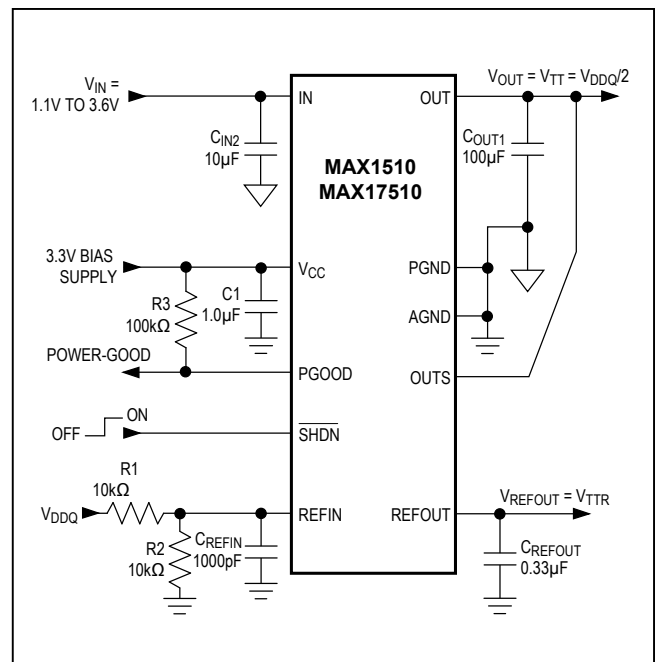 V_IN =
1.1V TO 3.6V
IN
C_IN2
10µF
3.3V BIAS
SUPPLY
V_CC
R3
100kΩ
C1
1.0µF
POWER-GOOD
PGOOD
OFF
ON
SHDN
R1
10kΩ
V_DDQ
REFIN
R2
10kΩ
C_REFIN
1000pF
MAX1510
MAX17510
OUT
V_OUT = V_TT = V_DDQ/2
C_OUT1
100µF
PGND
AGND
OUTS
REFOUT
V_REFOUT = V_TTR
C_REFOUT
0.33µF